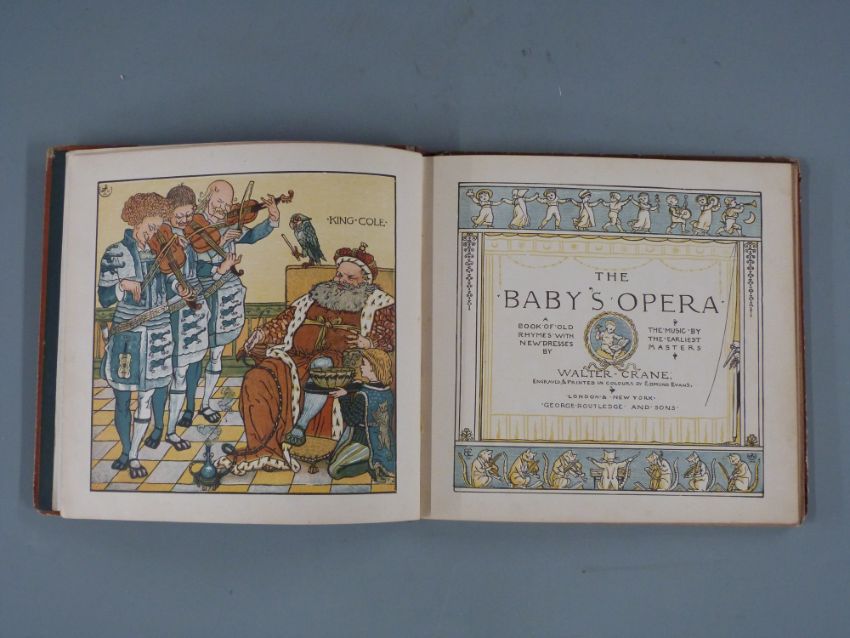 ·KING·COLE·
THE
·BABY'S·OPERA·
A
BOOK·OF·OLD
RHYMES·WITH
NEW·DRESSES
BY
THE·MUSIC·BY
THE·EARLIEST
MASTERS
WALTER·CRANE.
ENGRAVED & PRINTED IN COLOURS BY EDMUND EVANS.
LONDON & NEW YORK·
·GEORGE·ROUTLEDGE AND SONS·